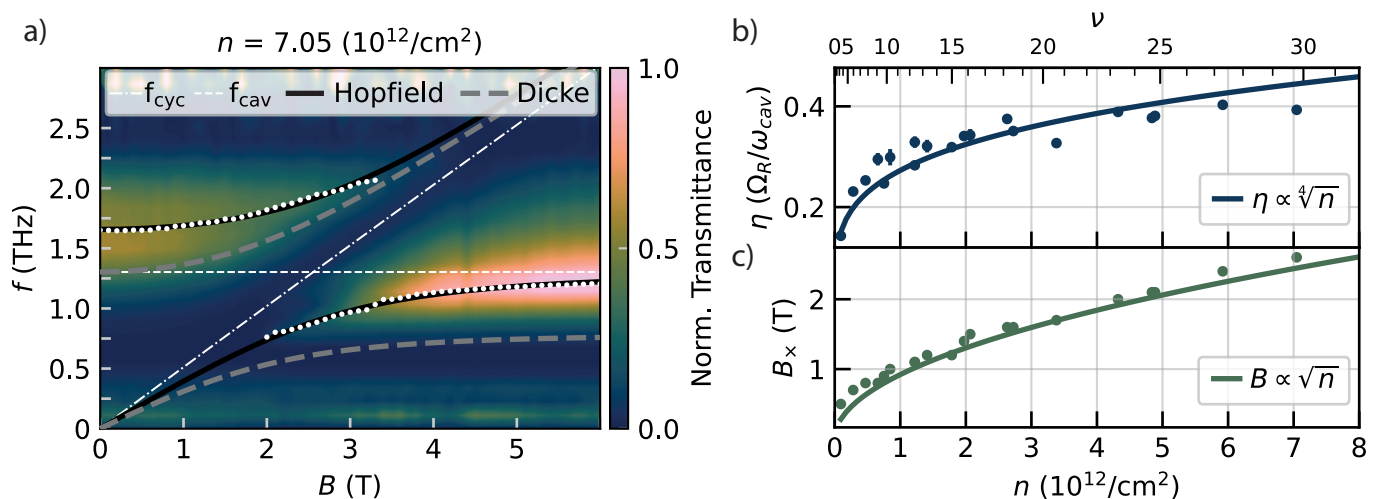 a)
n = 7.05 (10¹²/cm²)
f_cyc f_cav Hopfield Dicke
f (THz)
2.5
2.0
1.5
1.0
0.5
0
0 1 2 3 4 5
B (T)
1.0
0.5
0.0
Norm. Transmittance
b)
ν
0 5 10 15 20 25 30
η (Ω_R/ω_cav)
0.4
0.2
η ∝ ∜n
c)
B_× (T)
2
1
B ∝ √n
0 1 2 3 4 5 6 7 8
n (10¹²/cm²)